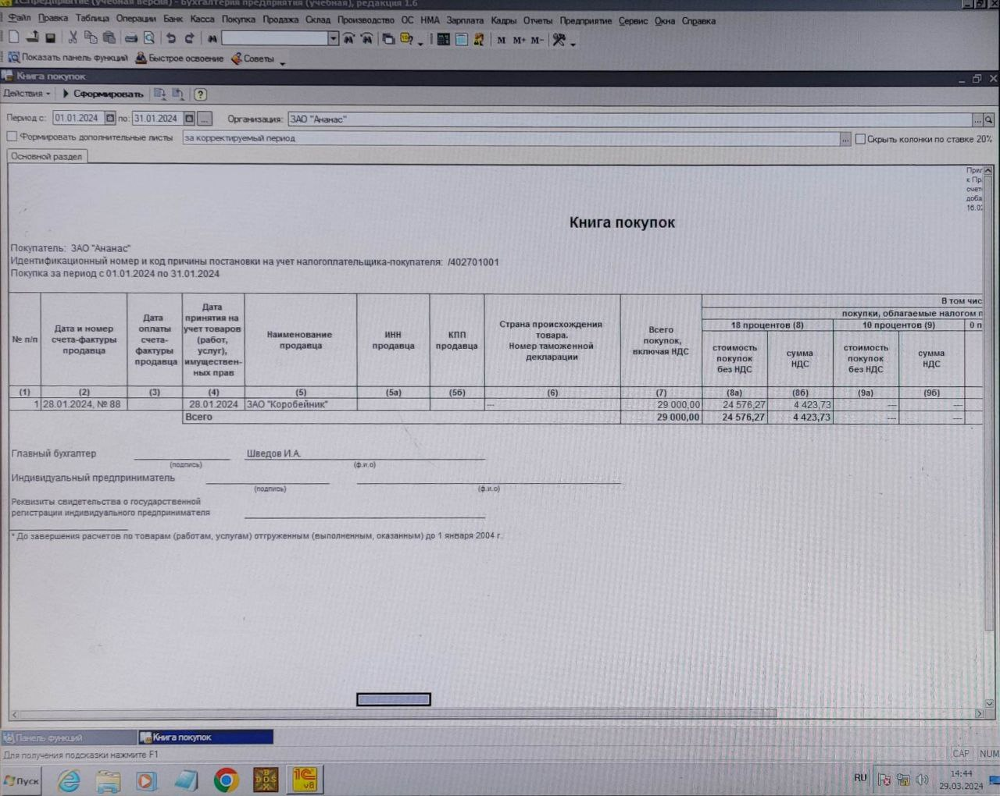 1С:Предприятие (учебная версия) - Бухгалтерия предприятия (учебная), редакция 1.6
Файл Правка Таблица Операции Банк Касса Покупка Продажа Склад Производство ОС НМА Зарплата Кадры Отчеты Предприятие Сервис Окна Справка
M M+ M-
Показать панель функций Быстрое освоение Советы
Книга покупок
Действия Сформировать ?
Период с: 01.01.2024 по: 31.01.2024 ... Организация: ЗАО "Ананас" ...
Формировать дополнительные листы за корректируемый период ... Скрыть колонки по ставке 20%
Основной раздел
Прил
к Пр
счет
доба
16.0
Книга покупок
Покупатель: ЗАО "Ананас"
Идентификационный номер и код причины постановки на учет налогоплательщика-покупателя: /402701001
Покупка за период с 01.01.2024 по 31.01.2024
№ п/п
Дата и номер
счета-фактуры
продавца
Дата
оплаты
счета-
фактуры
продавца
Дата
принятия на
учет товаров
(работ,
услуг),
имуществен-
ных прав
Наименование
продавца
ИНН
продавца
КПП
продавца
Страна происхождения
товара.
Номер таможенной
декларации
Всего
покупок,
включая НДС
В том чис
покупки, облагаемые налогом п
18 процентов (8) 10 процентов (9) 0 п
стоимость
покупок
без НДС
сумма
НДС
стоимость
покупок
без НДС
сумма
НДС
(1) (2) (3) (4) (5) (5а) (5б) (6) (7) (8а) (8б) (9а) (9б)
1 28.01.2024, № 88 28.01.2024 ЗАО "Коробейник" --- 29 000,00 24 576,27 4 423,73 --- ---
Всего 29 000,00 24 576,27 4 423,73 --- ---
Главный бухгалтер Шведов И.А.
(подпись) (ф.и.о)
Индивидуальный предприниматель
(подпись) (ф.и.о)
Реквизиты свидетельства о государственной
регистрации индивидуального предпринимателя
* До завершения расчетов по товарам (работам, услугам) отгруженным (выполненным, оказанным) до 1 января 2004 г.
Панель функций Книга покупок
Для получения подсказки нажмите F1 CAP NUM
Пуск DOS BOX 1C v8 RU 14:44
29.03.2024